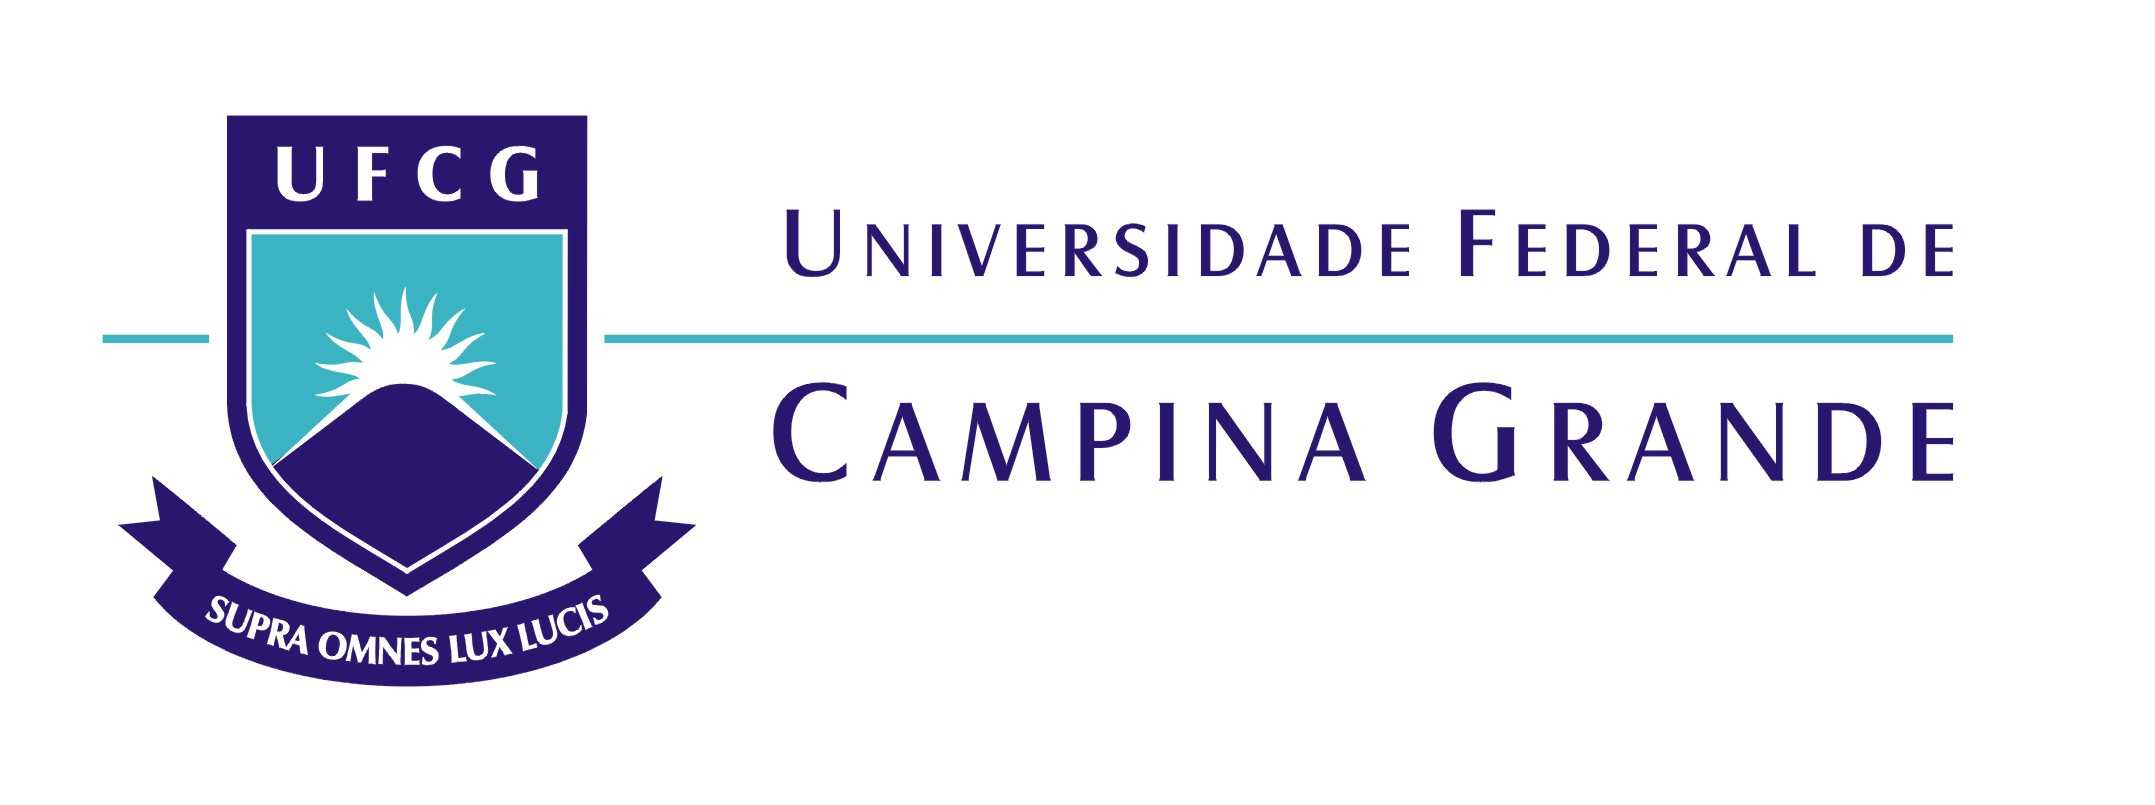 UFCG
UNIVERSIDADE FEDERAL DE
CAMPINA GRANDE
SUPRA OMNES LUX LUCIS